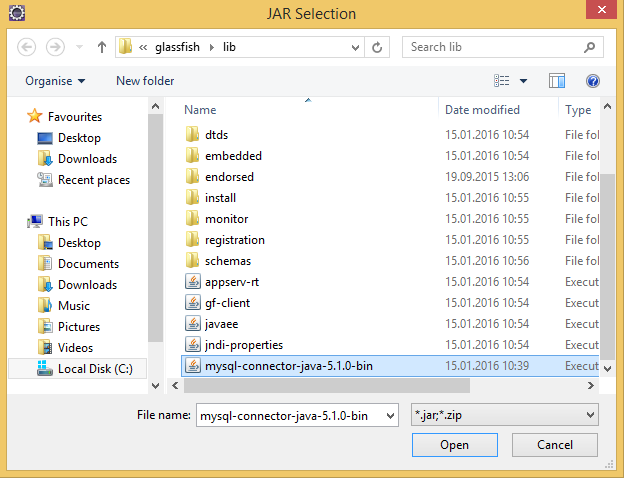 JAR Selection
« glassfish lib
Search lib
Organise New folder
Name Date modified Type
Favourites
Desktop
Downloads
Recent places
This PC
Desktop
Documents
Downloads
Music
Pictures
Videos
Local Disk (C:)
dtds 15.01.2016 10:54 File fol
embedded 15.01.2016 10:54 File fol
endorsed 19.09.2015 13:06 File fol
install 15.01.2016 10:55 File fol
monitor 15.01.2016 10:55 File fol
registration 15.01.2016 10:55 File fol
schemas 15.01.2016 10:56 File fol
appserv-rt 15.01.2016 10:54 Execut
gf-client 15.01.2016 10:54 Execut
javaee 15.01.2016 10:54 Execut
jndi-properties 15.01.2016 10:54 Execut
mysql-connector-java-5.1.0-bin 15.01.2016 10:39 Execut
File name: mysql-connector-java-5.1.0-bin *.jar;*.zip
Open Cancel